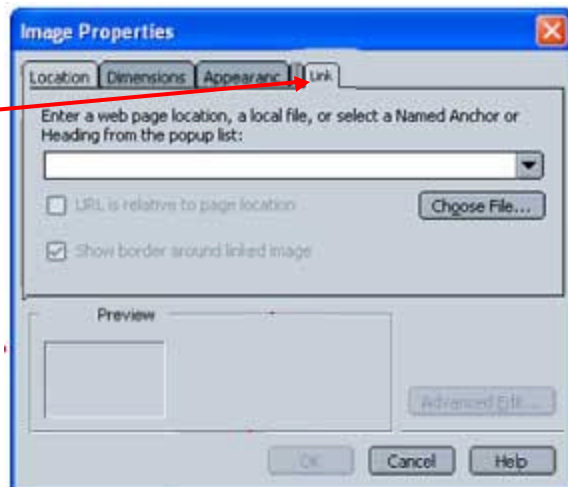 Image Properties
Location Dimensions Appearanc Link
Enter a web page location, a local file, or select a Named Anchor or
Heading from the popup list:
URL is relative to page location
Choose File...
Show border around linked image
Preview
Advanced Edit...
OK Cancel Help